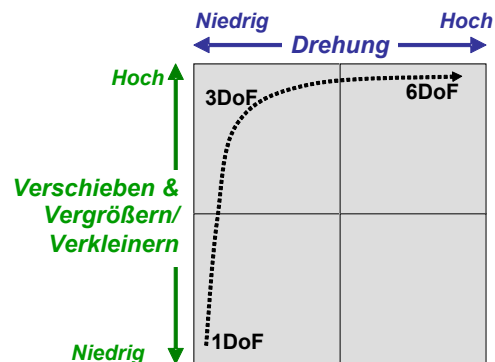 Niedrig
Hoch
Drehung
Hoch
3DoF
6DoF
Verschieben &
Vergrößern/
Verkleinern
1DoF
Niedrig